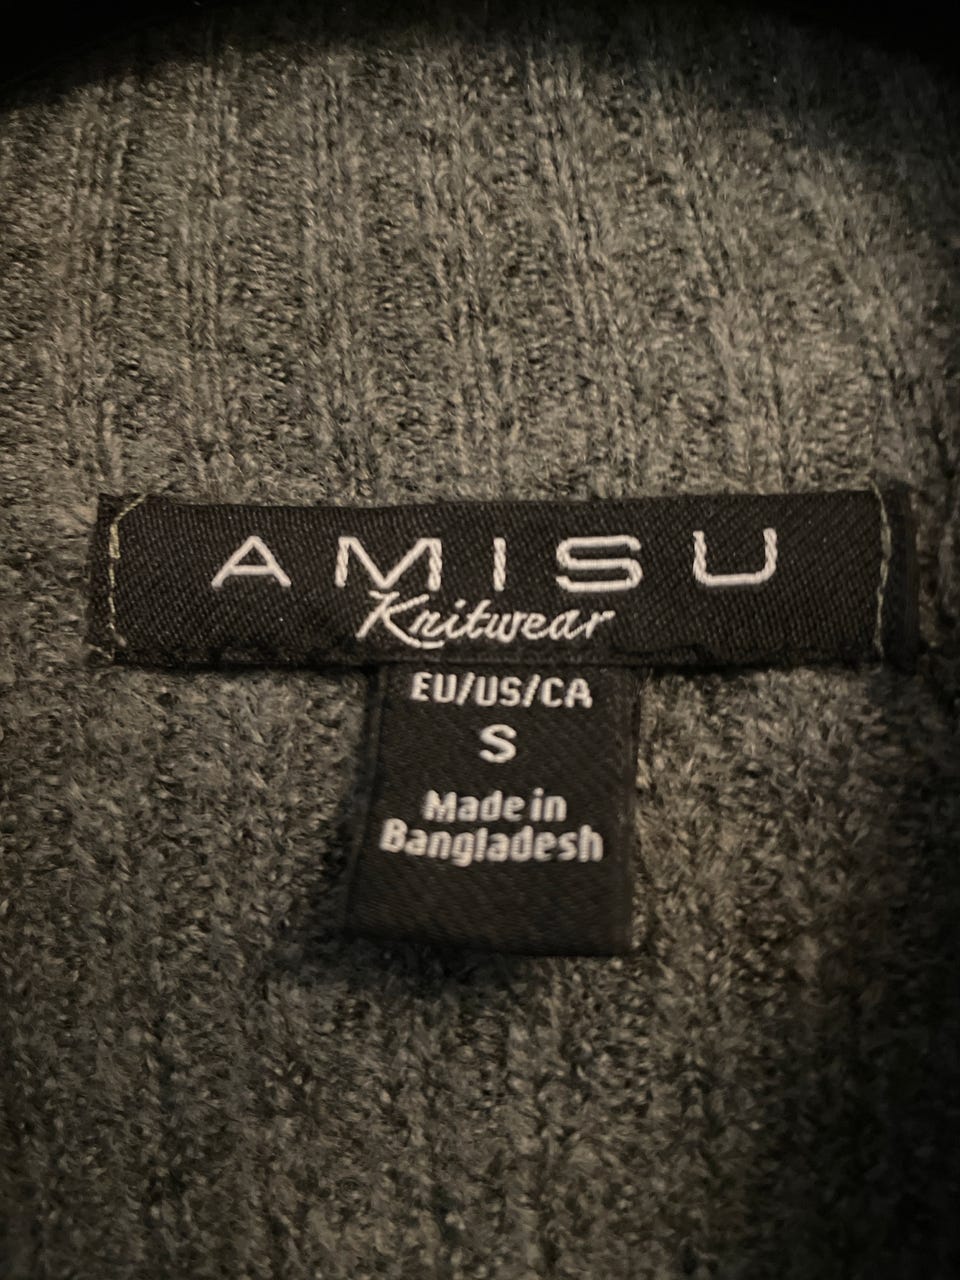 AMISU
Knitwear
EU/US/CA
S
Made in
Bangladesh